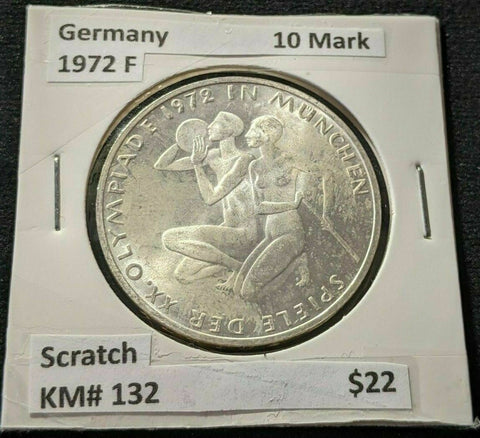 Germany 10 Mark
1972 F
SPIELE DER XX. OLYMPIADE 1972 IN MÜNCHEN
Scratch
KM# 132 $22